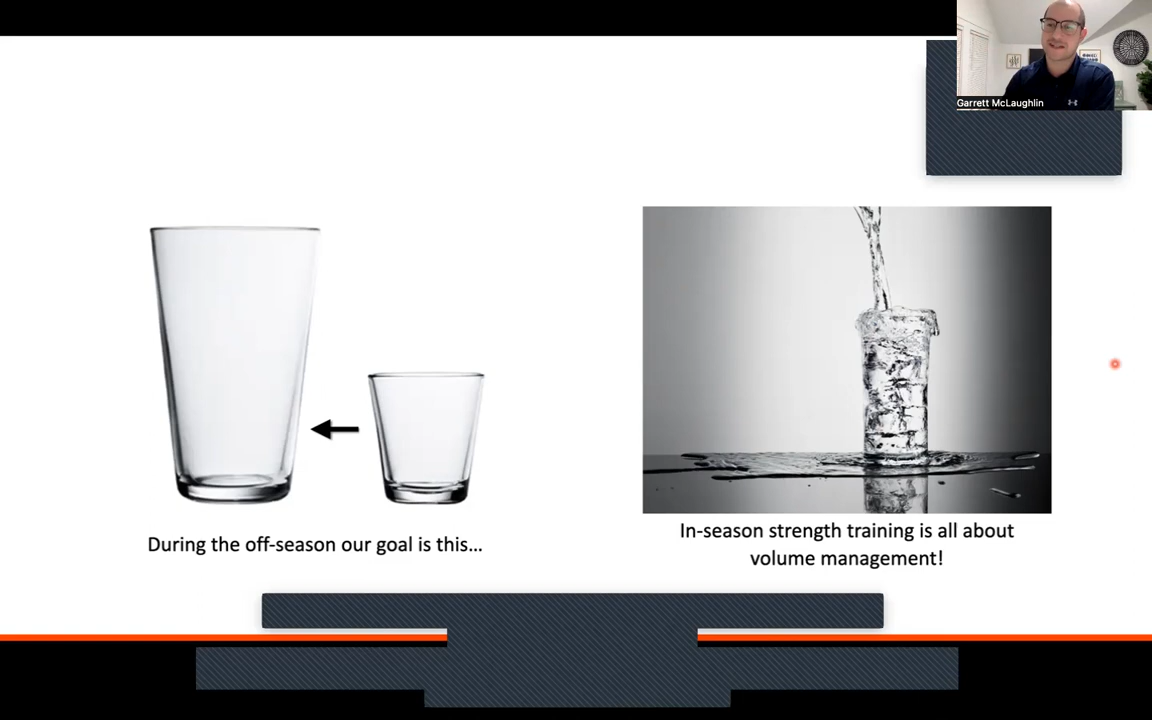 Garrett McLaughlin
During the off-season our goal is this...
In-season strength training is all about
volume management!